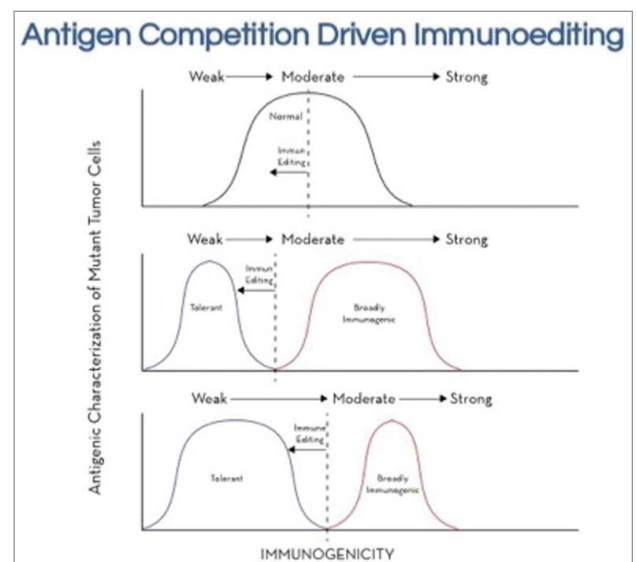 Antigen Competition Driven Immunoediting
Antigenic Characterization of Mutant Tumor Cells
Weak Moderate Strong
Normal
Immun
Editing
Weak Moderate Strong
Immun
Editing
Tolerant
Broadly
Immunogenic
Weak Moderate Strong
Immune
Editing
Tolerant
Broadly
Immunogenic
IMMUNOGENICITY